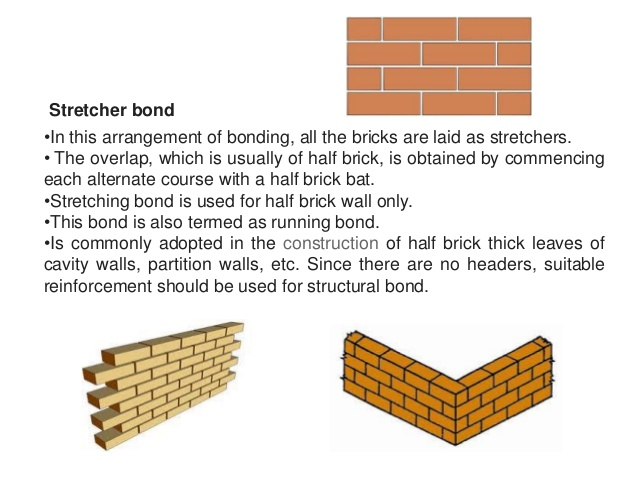 Stretcher bond
•In this arrangement of bonding, all the bricks are laid as stretchers.
• The overlap, which is usually of half brick, is obtained by commencing
each alternate course with a half brick bat.
•Stretching bond is used for half brick wall only.
•This bond is also termed as running bond.
•Is commonly adopted in the construction of half brick thick leaves of
cavity walls, partition walls, etc. Since there are no headers, suitable
reinforcement should be used for structural bond.